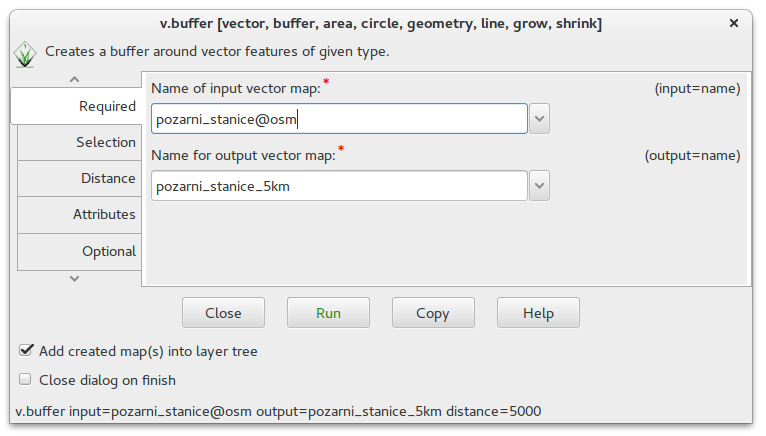 v.buffer [vector, buffer, area, circle, geometry, line, grow, shrink]
Creates a buffer around vector features of given type.
Required
Selection
Distance
Attributes
Optional
Name of input vector map:* (input=name)
pozarni_stanice@osm
Name for output vector map:* (output=name)
pozarni_stanice_5km
Close Run Copy Help
Add created map(s) into layer tree
Close dialog on finish
v.buffer input=pozarni_stanice@osm output=pozarni_stanice_5km distance=5000